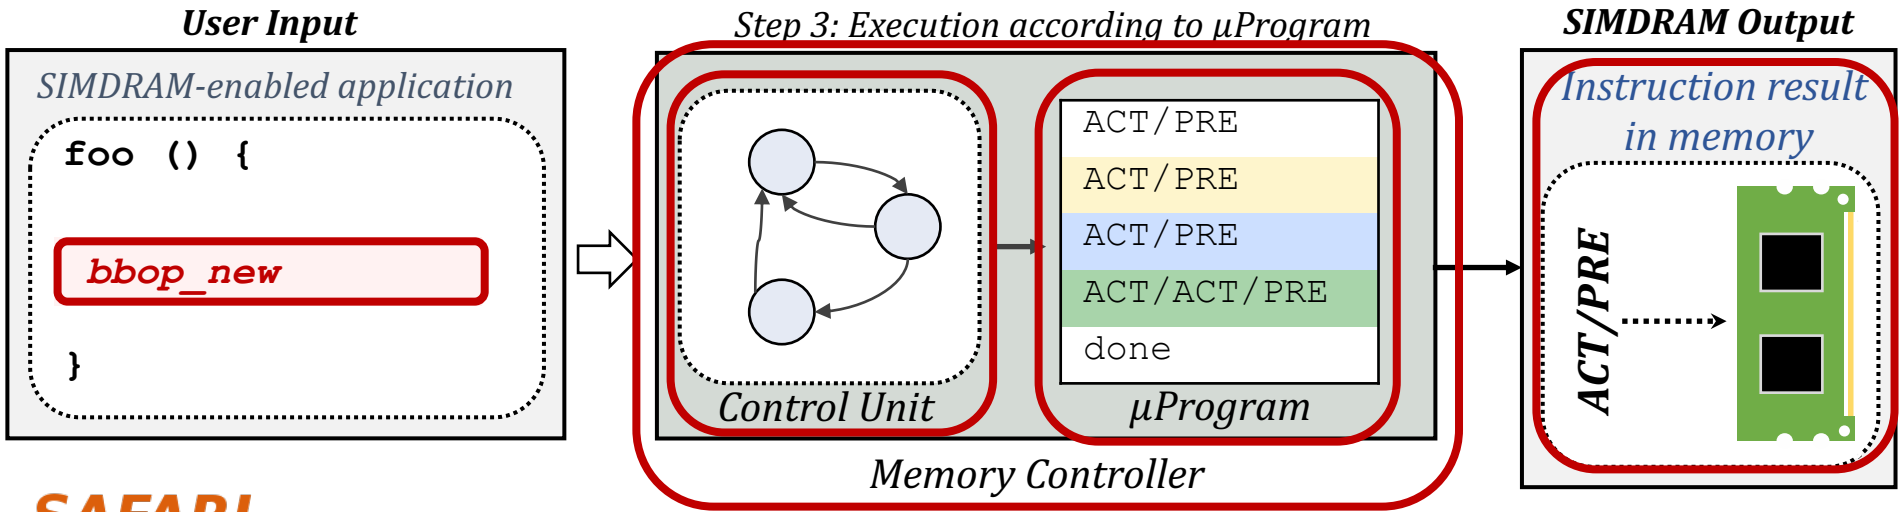 User Input
SIMDRAM-enabled application
foo () {
bbop_new
}
Step 3: Execution according to μProgram
Control Unit
ACT/PRE
ACT/PRE
ACT/PRE
ACT/ACT/PRE
done
μProgram
Memory Controller
SIMDRAM Output
Instruction result
in memory
ACT/PRE
SAFARI